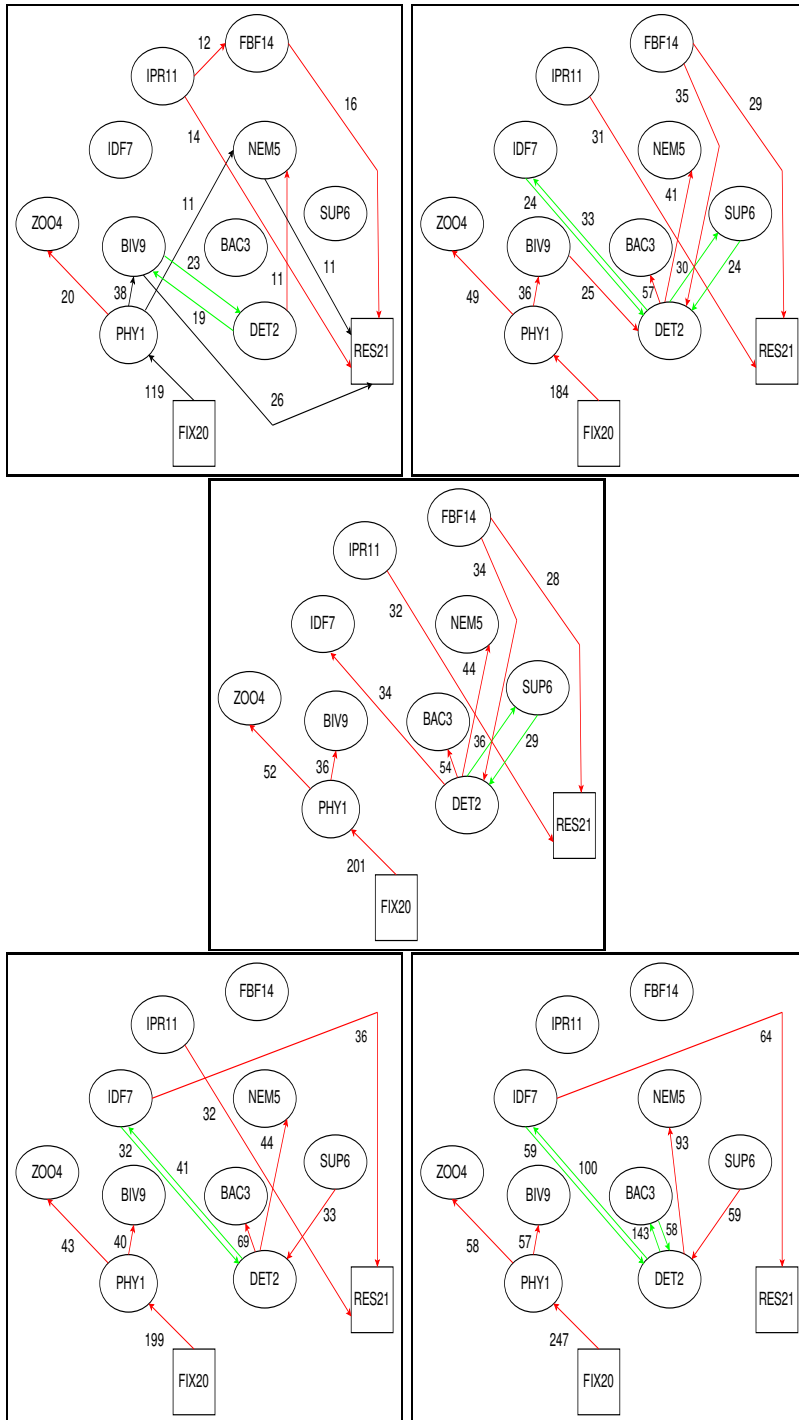 FBF14
12
IPR11
16
14
IDF7
NEM5
11
SUP6
ZOO4
BIV9
BAC3
11
23
38
11
20
19
DET2
PHY1
RES21
119
26
FIX20
FBF14
IPR11
35
29
31
IDF7
NEM5
41
24
33
SUP6
ZOO4
BIV9
BAC3
30
24
49
36
25
57
DET2
PHY1
RES21
184
FIX20
FBF14
IPR11
34
28
32
IDF7
NEM5
44
34
SUP6
ZOO4
BIV9
BAC3
36
29
52
36
54
DET2
PHY1
RES21
201
FIX20
FBF14
IPR11
36
IDF7
NEM5
32
44
32
41
SUP6
ZOO4
BIV9
BAC3
33
43
40
69
DET2
PHY1
RES21
199
FIX20
FBF14
IPR11
64
IDF7
NEM5
93
59
100
SUP6
ZOO4
BIV9
BAC3
59
58
57
143
58
DET2
PHY1
RES21
247
FIX20